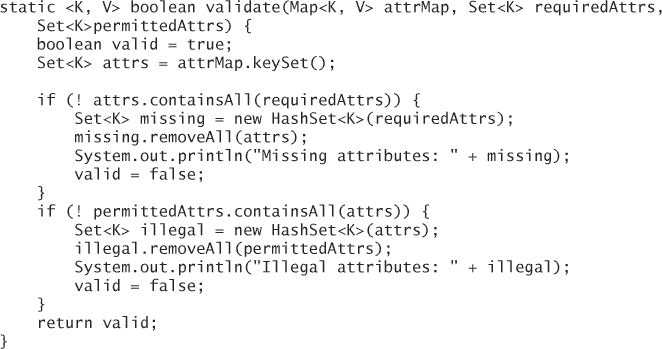 static <K, V> boolean validate(Map<K, V> attrMap, Set<K> requiredAttrs,
    Set<K>permittedAttrs) {
    boolean valid = true;
    Set<K> attrs = attrMap.keySet();

    if (! attrs.containsAll(requiredAttrs)) {
        Set<K> missing = new HashSet<K>(requiredAttrs);
        missing.removeAll(attrs);
        System.out.println("Missing attributes: " + missing);
        valid = false;
    }
    if (! permittedAttrs.containsAll(attrs)) {
        Set<K> illegal = new HashSet<K>(attrs);
        illegal.removeAll(permittedAttrs);
        System.out.println("Illegal attributes: " + illegal);
        valid = false;
    }
    return valid;
}